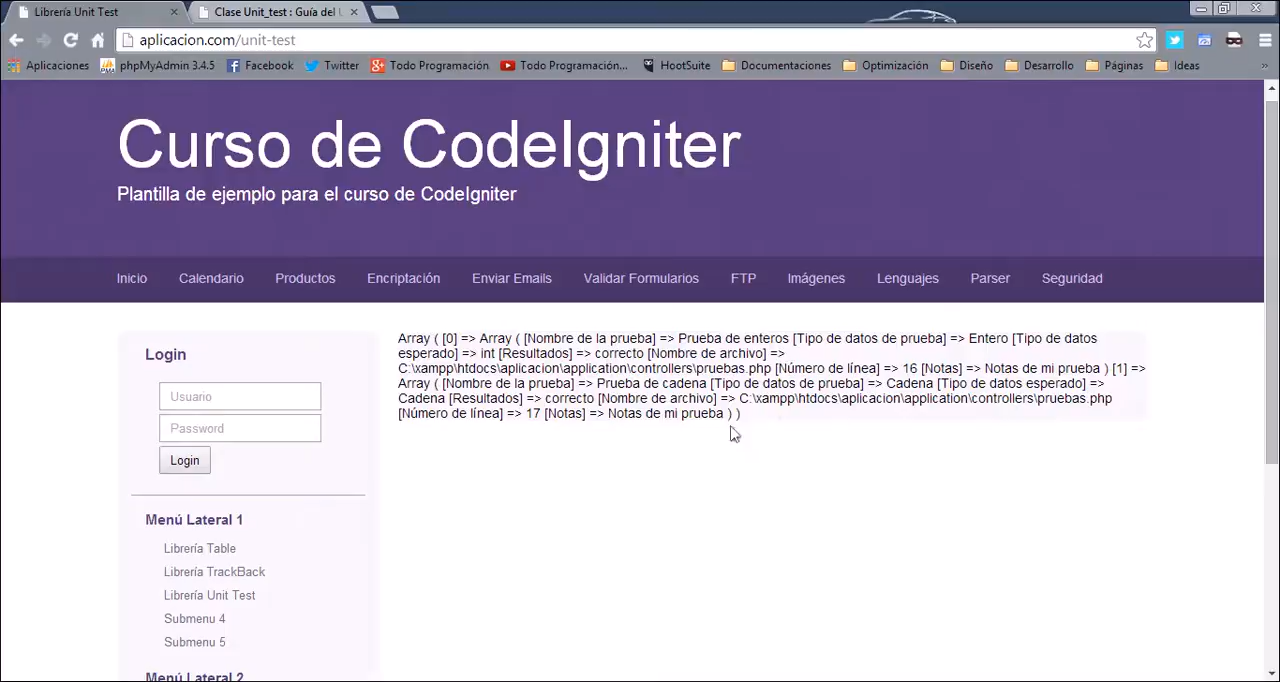 Librería Unit Test
Clase Unit_test : Guía del
aplicacion.com/unit-test
Aplicaciones phpMyAdmin 3.4.5 Facebook Twitter Todo Programación Todo Programación... HootSuite Documentaciones Optimización Diseño Desarrollo Páginas Ideas »
Curso de CodeIgniter
Plantilla de ejemplo para el curso de CodeIgniter
Inicio Calendario Productos Encriptación Enviar Emails Validar Formularios FTP Imágenes Lenguajes Parser Seguridad
Login
Usuario
Password
Login
Menú Lateral 1
Librería Table
Librería TrackBack
Librería Unit Test
Submenu 4
Submenu 5
Menú Lateral 2
Array ( [0] => Array ( [Nombre de la prueba] => Prueba de enteros [Tipo de datos de prueba] => Entero [Tipo de datos
esperado] => int [Resultados] => correcto [Nombre de archivo] =>
C:\xampp\htdocs\aplicacion\application\controllers\pruebas.php [Número de línea] => 16 [Notas] => Notas de mi prueba ) [1] =>
Array ( [Nombre de la prueba] => Prueba de cadena [Tipo de datos de prueba] => Cadena [Tipo de datos esperado] =>
Cadena [Resultados] => correcto [Nombre de archivo] => C:\xampp\htdocs\aplicacion\application\controllers\pruebas.php
[Número de línea] => 17 [Notas] => Notas de mi prueba ) )